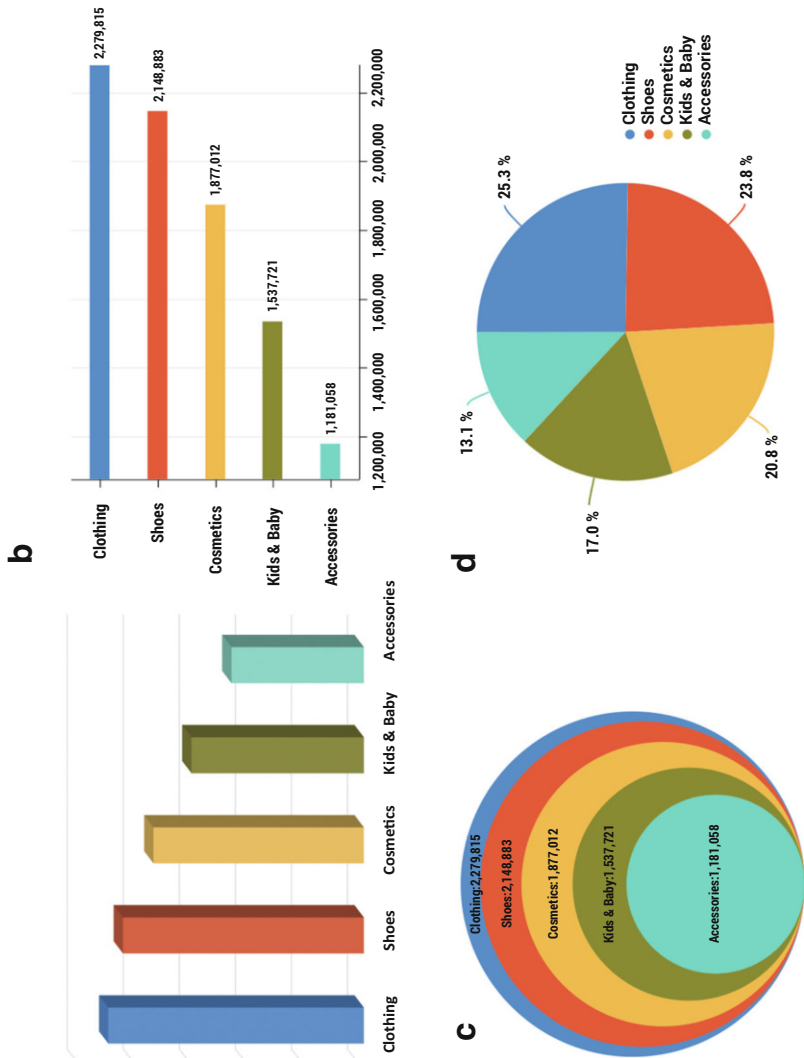 Clothing
Shoes
Cosmetics
Kids & Baby
Accessories
b
Clothing
Shoes
Cosmetics
Kids & Baby
Accessories
2,279,815
2,148,883
1,877,012
1,537,721
1,181,058
1,200,000
1,400,000
1,600,000
1,800,000
2,000,000
2,200,000
c
Clothing:2,279,815
Shoes:2,148,883
Cosmetics:1,877,012
Kids & Baby:1,537,721
Accessories:1,181,058
d
25.3 %
23.8 %
20.8 %
17.0 %
13.1 %
Clothing
Shoes
Cosmetics
Kids & Baby
Accessories